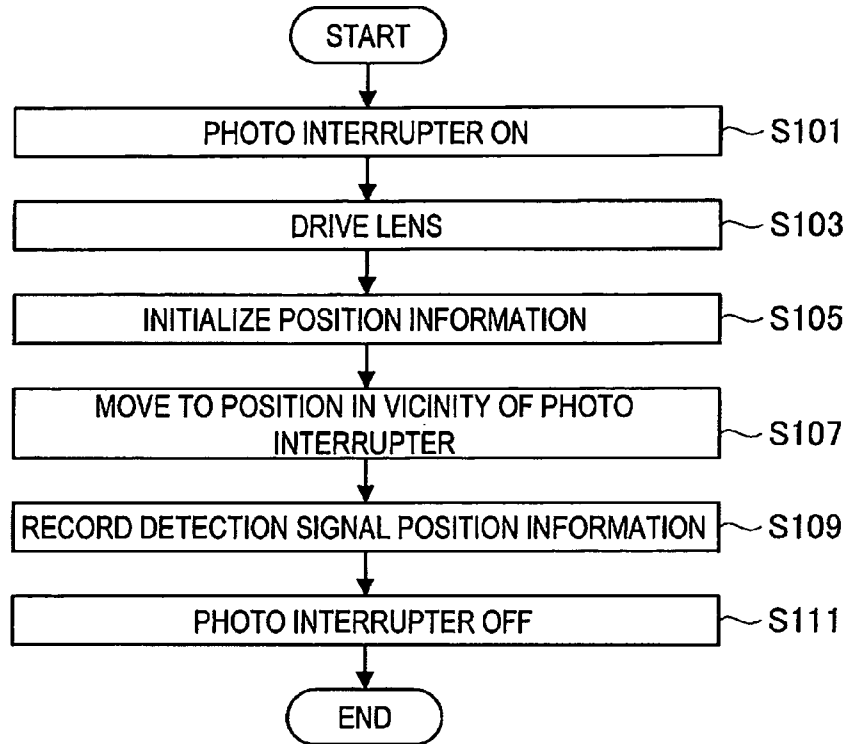 START
PHOTO INTERRUPTER ON
S101
DRIVE LENS
S103
INITIALIZE POSITION INFORMATION
S105
MOVE TO POSITION IN VICINITY OF PHOTO
INTERRUPTER
S107
RECORD DETECTION SIGNAL POSITION INFORMATION
S109
PHOTO INTERRUPTER OFF
S111
END